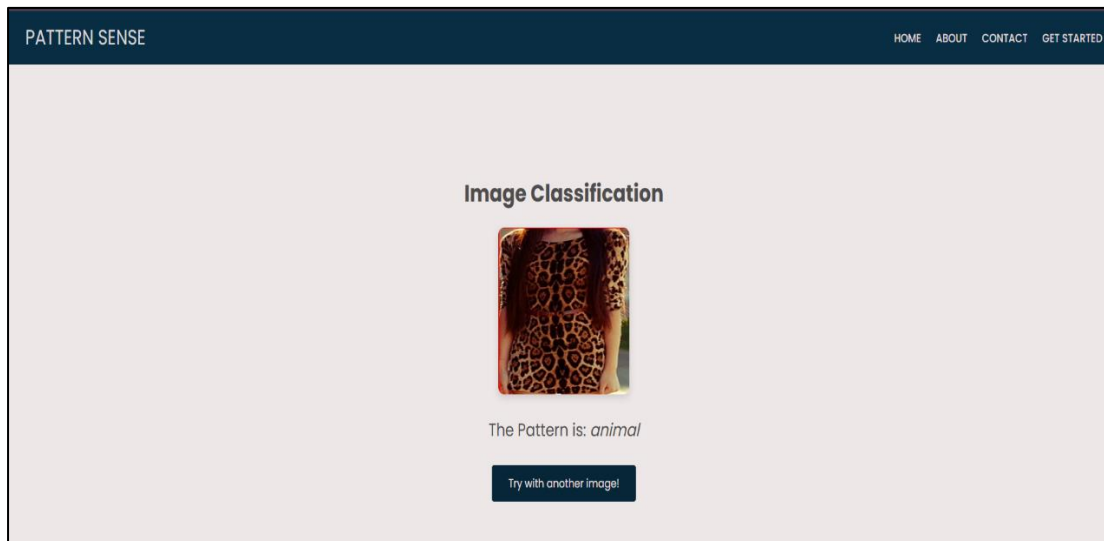 PATTERN SENSE
HOME ABOUT CONTACT GET STARTED
Image Classification
The Pattern is: animal
Try with another image!